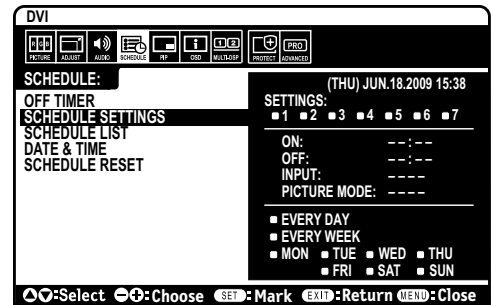 DVI
RGB
PICTURE ADJUST AUDIO SCHEDULE PIP OSD MULTI-DSP PROTECT ADVANCED
1 2
PRO
SCHEDULE:
OFF TIMER
SCHEDULE SETTINGS
SCHEDULE LIST
DATE & TIME
SCHEDULE RESET
(THU) JUN.18.2009 15:38
SETTINGS:
1 2 3 4 5 6 7
ON: --:--
OFF: --:--
INPUT: ----
PICTURE MODE: ----
EVERY DAY
EVERY WEEK
MON TUE WED THU
FRI SAT SUN
:Select :Choose SET:Mark EXIT:Return MENU:Close